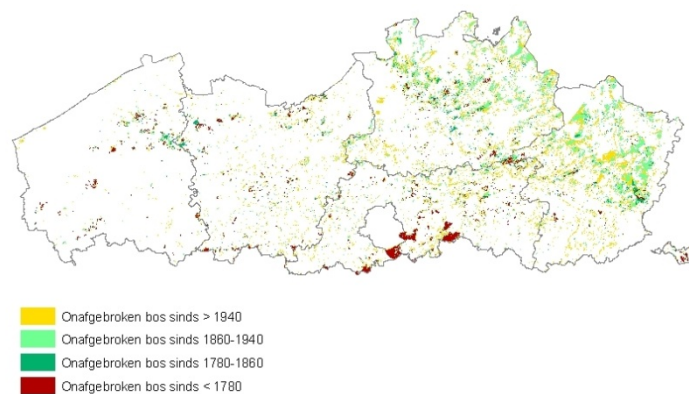 Onafgebroken bos sinds > 1940
Onafgebroken bos sinds 1860-1940
Onafgebroken bos sinds 1780-1860
Onafgebroken bos sinds < 1780